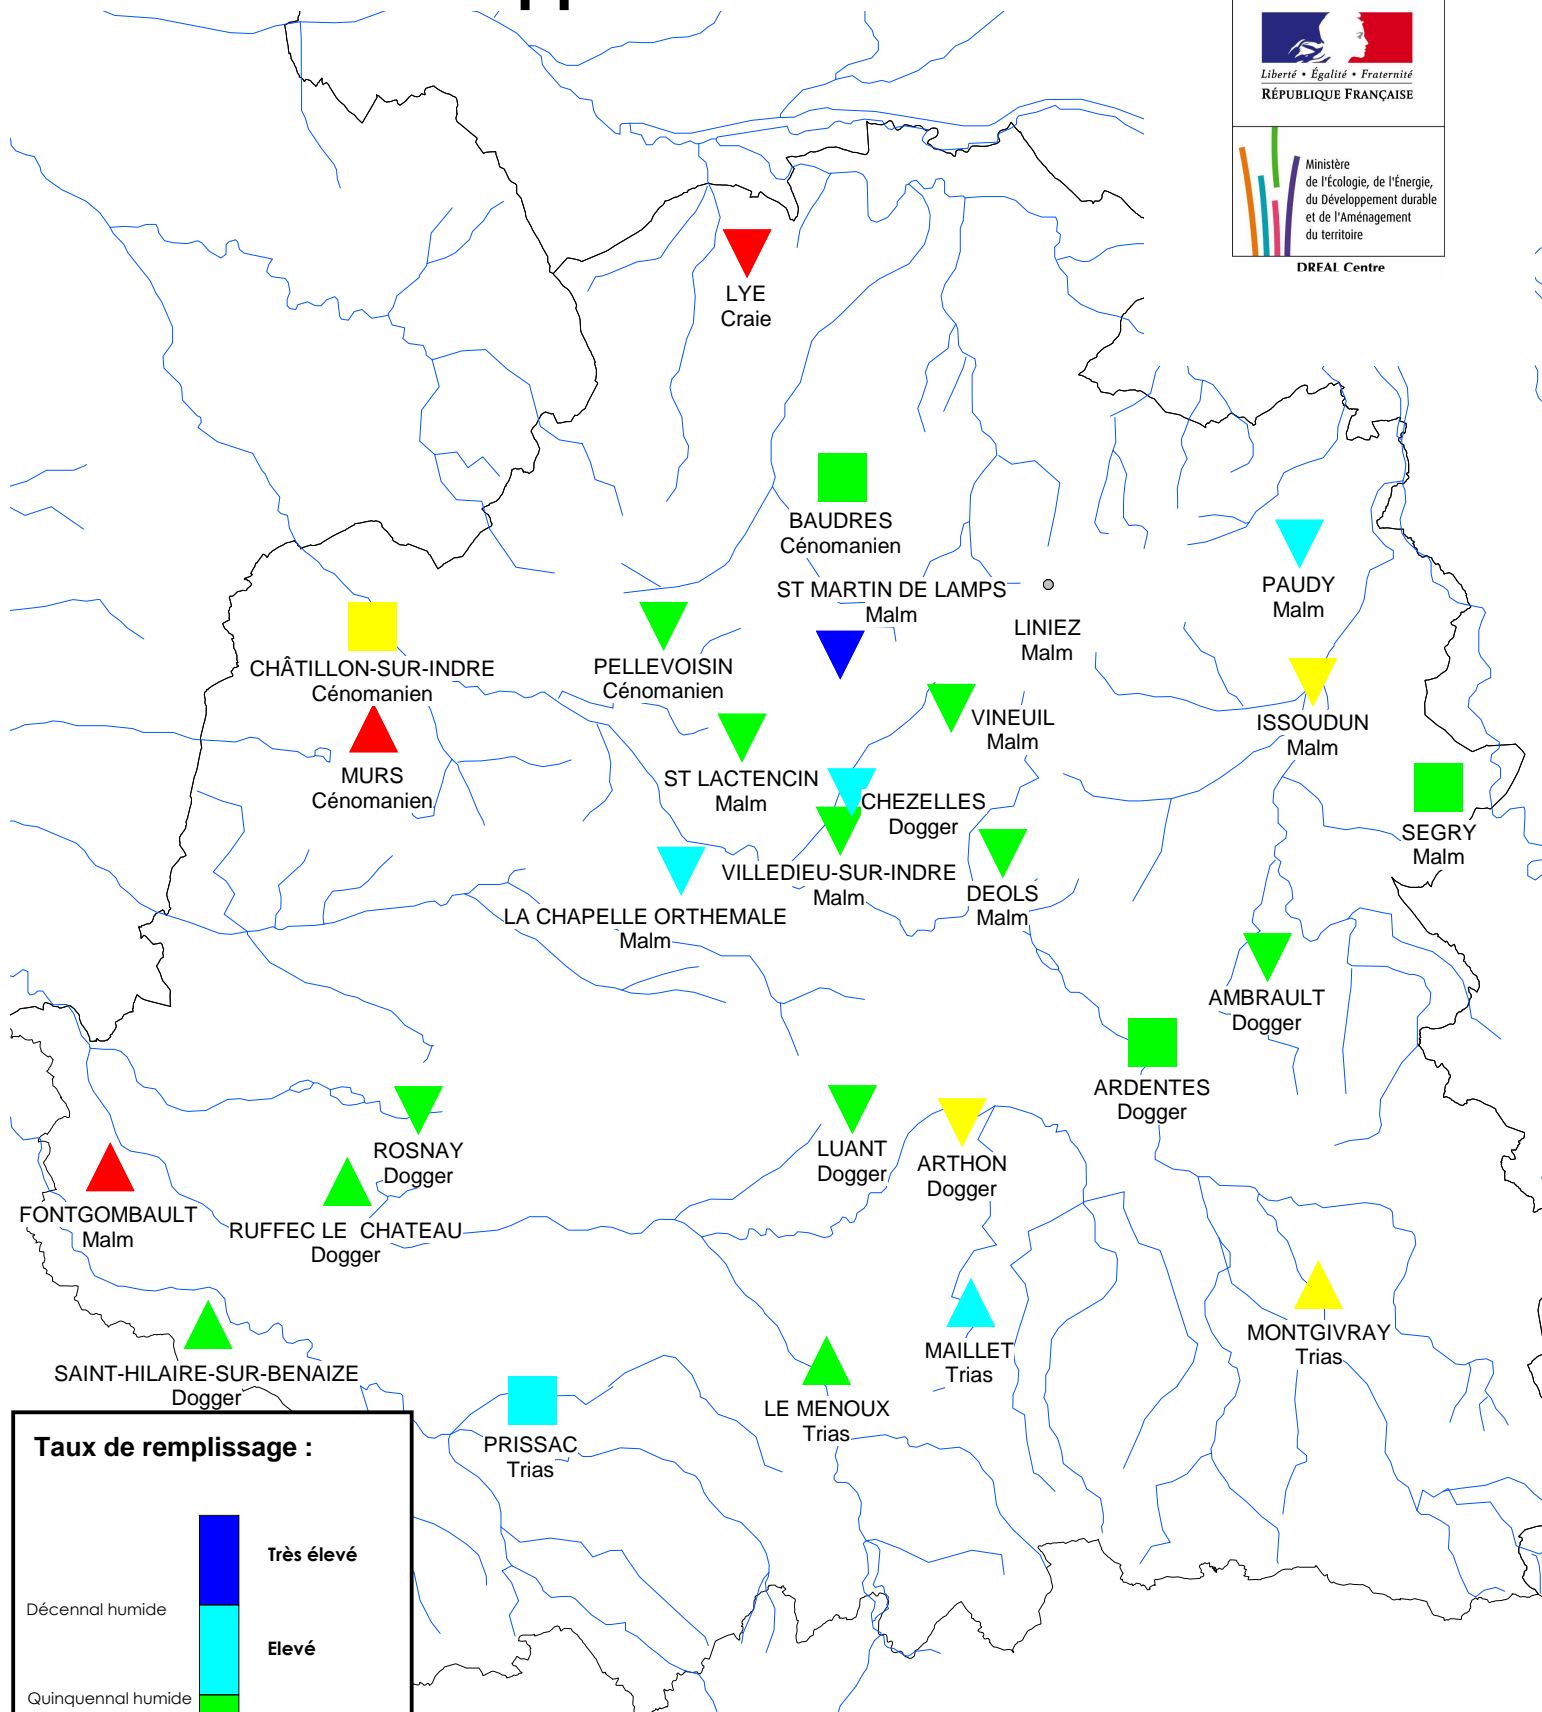 Liberté • Égalité • Fraternité
RÉPUBLIQUE FRANÇAISE
Ministère
de l'Écologie, de l'Énergie,
du Développement durable
et de l'Aménagement
du territoire
DREAL Centre
LYE
Craie
BAUDRES
Cénomanien
ST MARTIN DE LAMPS
Malm
PAUDY
Malm
LINIEZ
Malm
CHÂTILLON-SUR-INDRE
Cénomanien
PELLEVOISIN
Cénomanien
VINEUIL
Malm
ISSOUDUN
Malm
MURS
Cénomanien
ST LACTENCIN
Malm
CHEZELLES
Dogger
SEGRY
Malm
VILLEDIEU-SUR-INDRE
Malm
DEOLS
Malm
LA CHAPELLE ORTHEMALE
Malm
AMBRAULT
Dogger
ARDENTES
Dogger
ROSNAY
Dogger
LUANT
Dogger
ARTHON
Dogger
FONTGOMBAULT
Malm
RUFFEC LE CHATEAU
Dogger
MAILLET
Trias
MONTGIVRAY
Trias
SAINT-HILAIRE-SUR-BENAIZE
Dogger
LE MENOUX
Trias
PRISSAC
Trias
Taux de remplissage :
Très élevé
Décennal humide
Elevé
Quinquennal humide